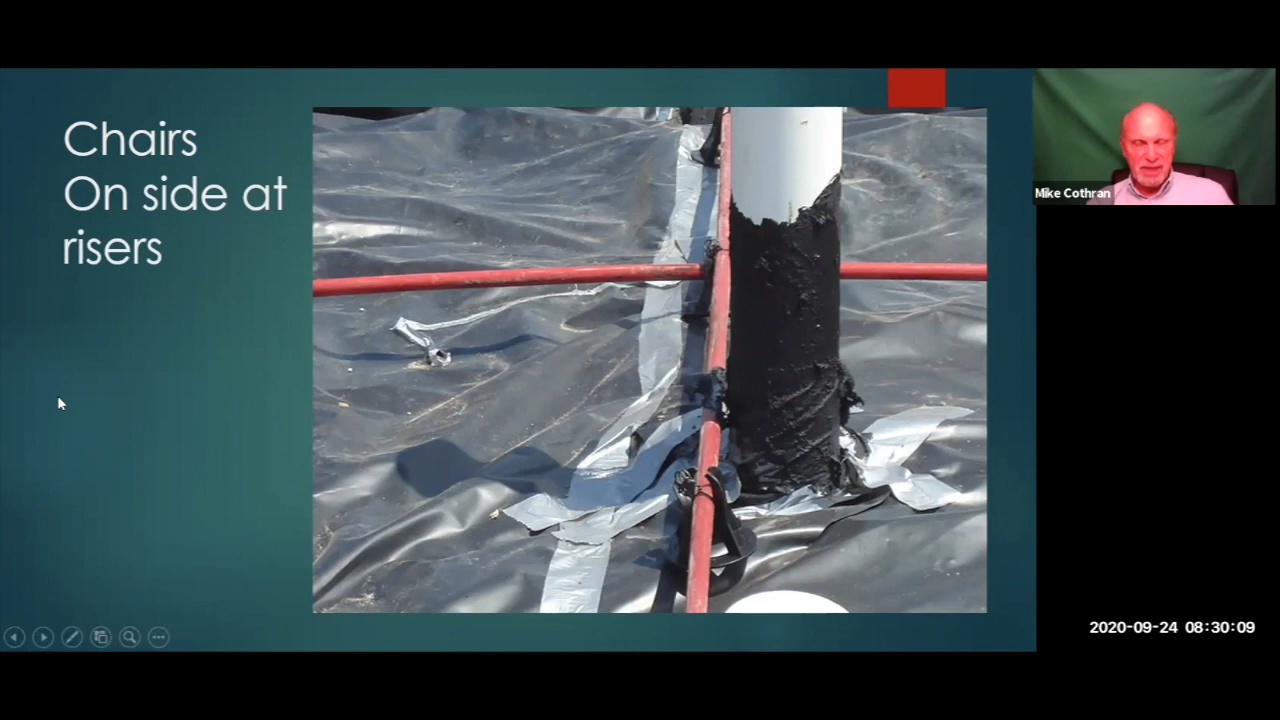 Chairs
On side at
risers
Mike Cothran
2020-09-24 08:30:09